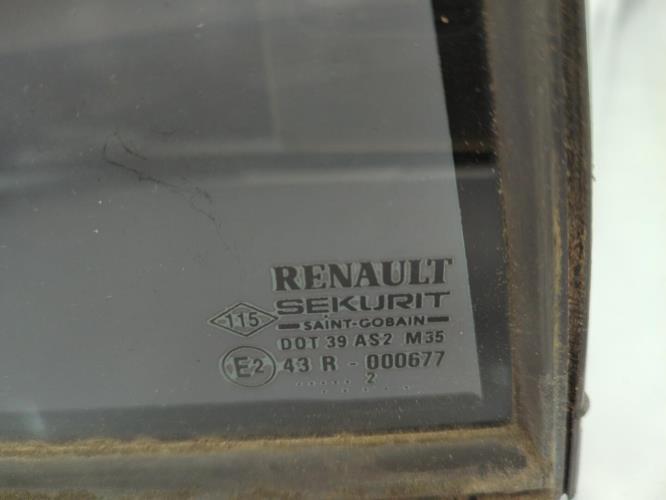 RENAULT
SEKURIT
115
SAINT-GOBAIN
DOT 39 AS2 M35
E2 43 R - 000677
..... 2 .......